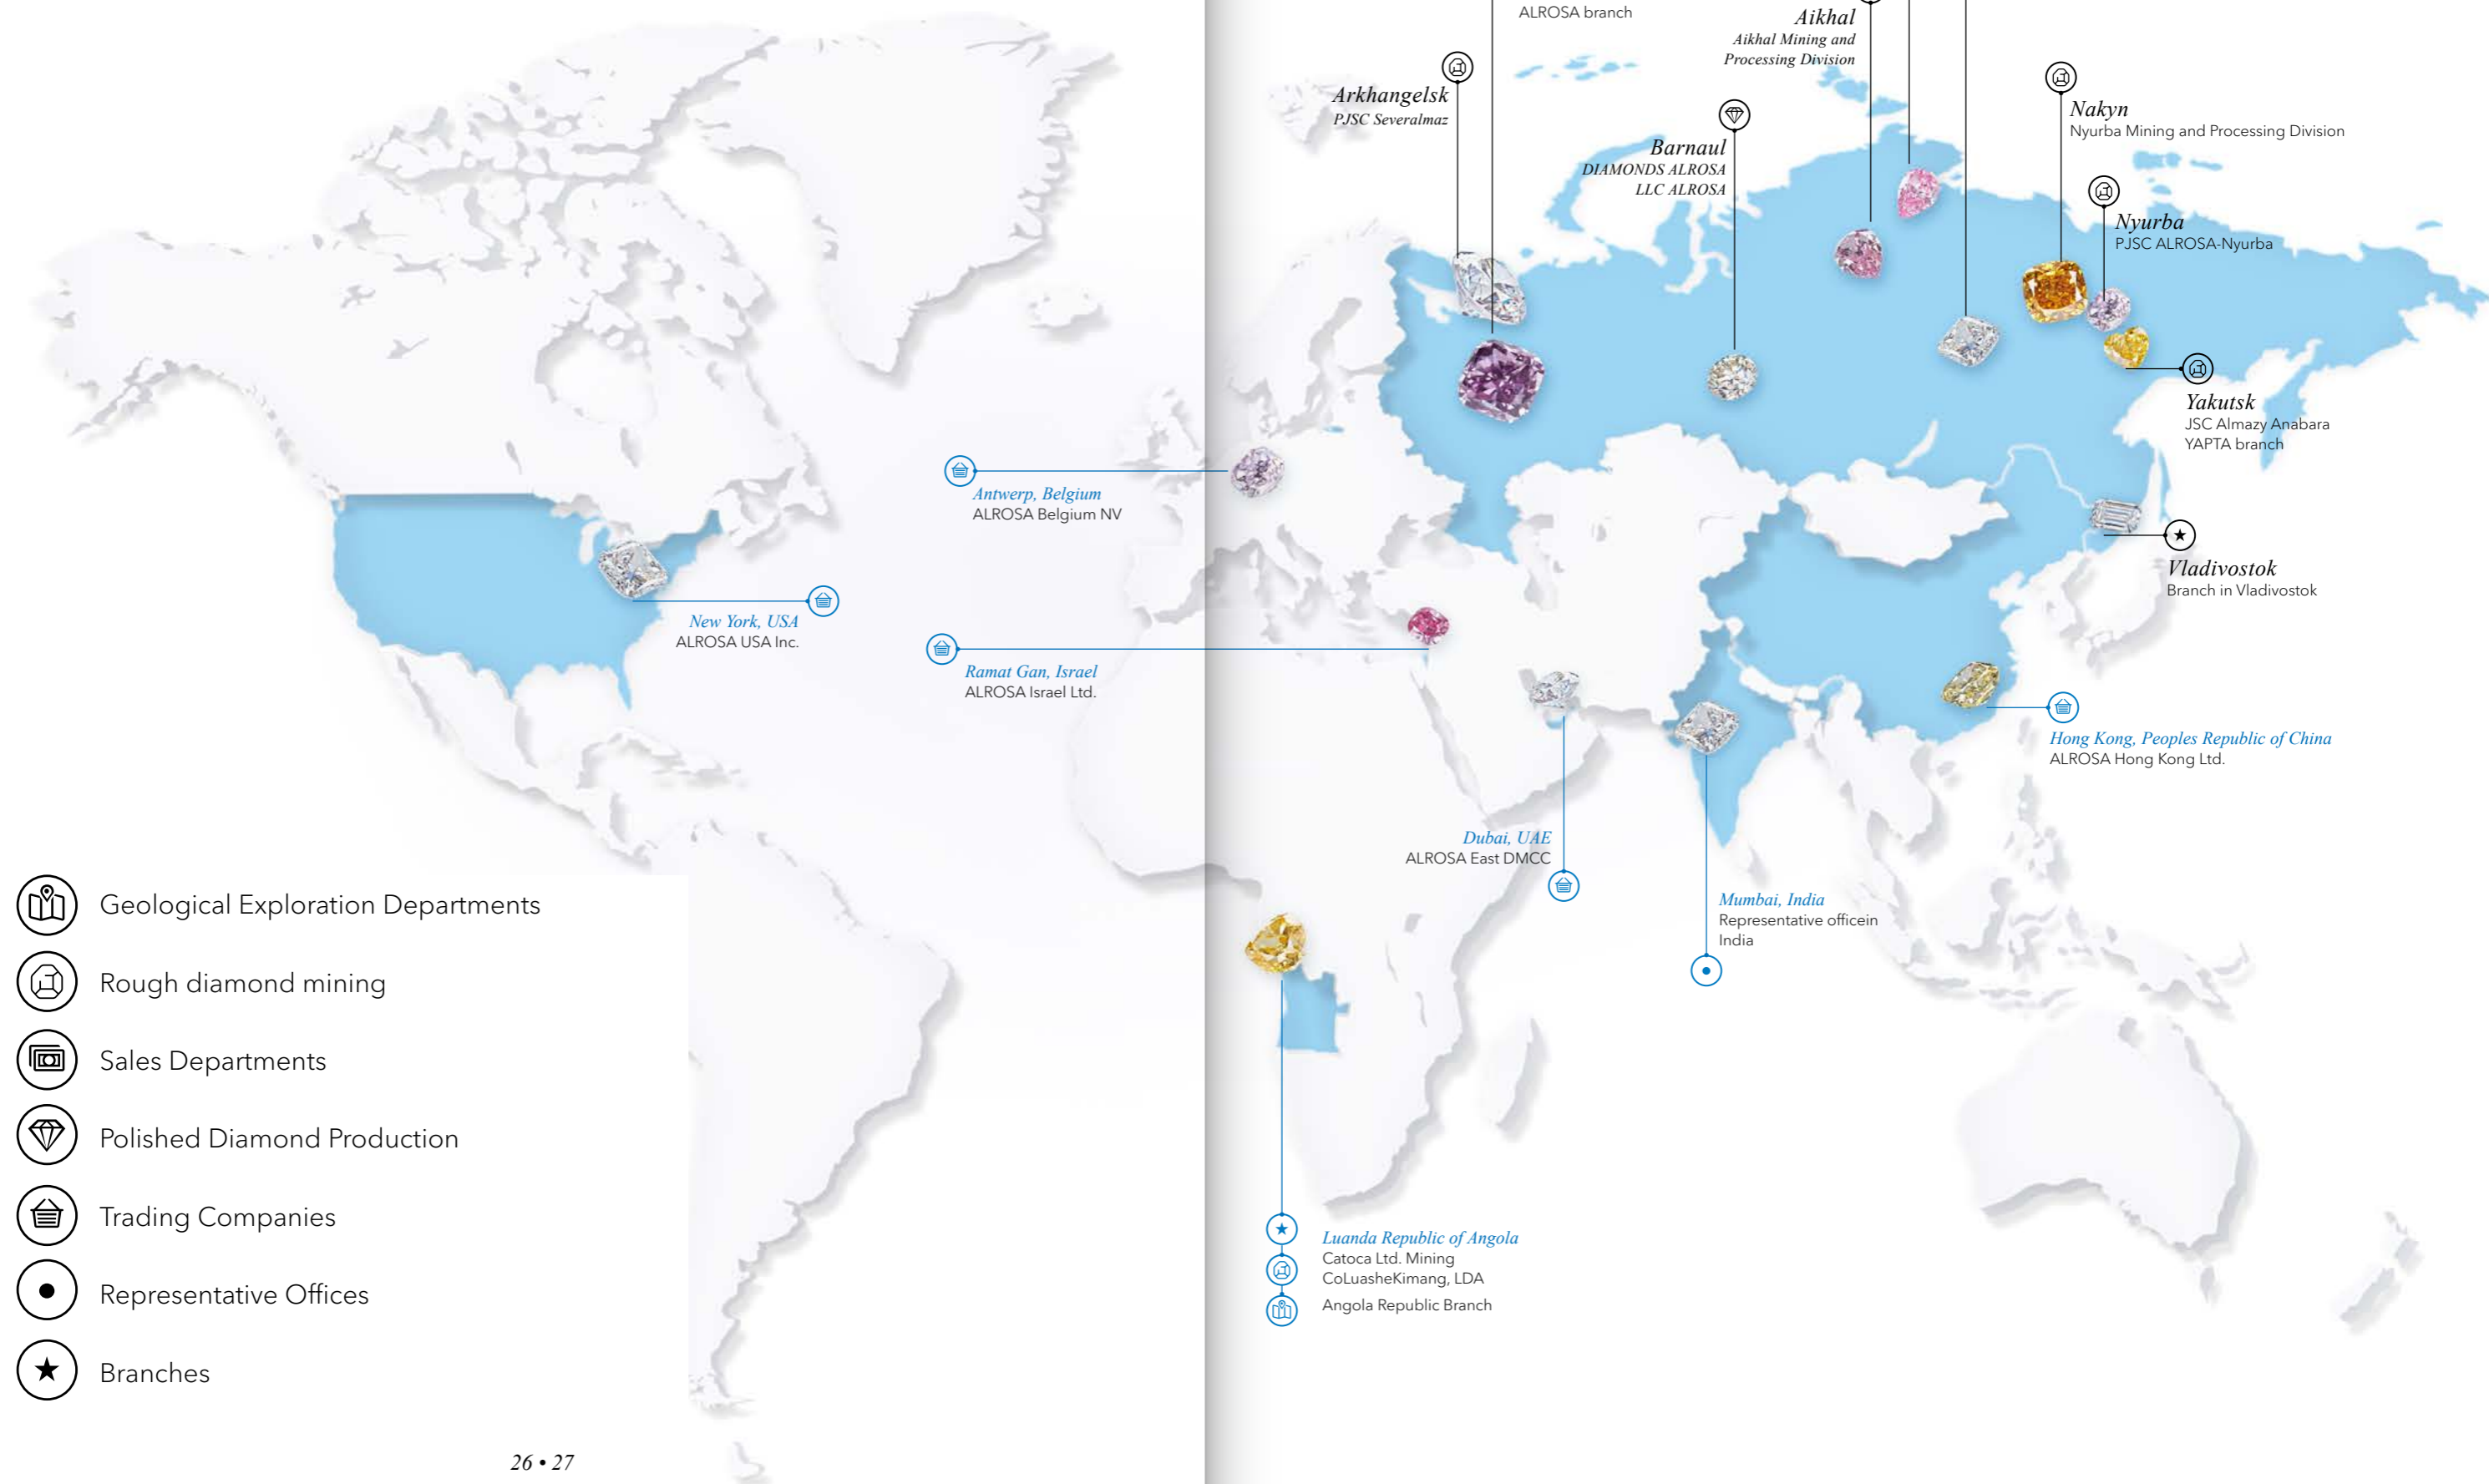 ALROSA branch
Aikhal
Aikhal Mining and
Processing Division
Arkhangelsk
PJSC Severalmaz
Barnaul
DIAMONDS ALROSA
LLC ALROSA
Nakyn
Nyurba Mining and Processing Division
Nyurba
PJSC ALROSA-Nyurba
Yakutsk
JSC Almazy Anabara
YAPTA branch
Vladivostok
Branch in Vladivostok
Antwerp, Belgium
ALROSA Belgium NV
New York, USA
ALROSA USA Inc.
Ramat Gan, Israel
ALROSA Israel Ltd.
Hong Kong, Peoples Republic of China
ALROSA Hong Kong Ltd.
Dubai, UAE
ALROSA East DMCC
Mumbai, India
Representative officein
India
Luanda Republic of Angola
Catoca Ltd. Mining
CoLuasheKimang, LDA
Angola Republic Branch
Geological Exploration Departments
Rough diamond mining
Sales Departments
Polished Diamond Production
Trading Companies
Representative Offices
Branches
26 • 27